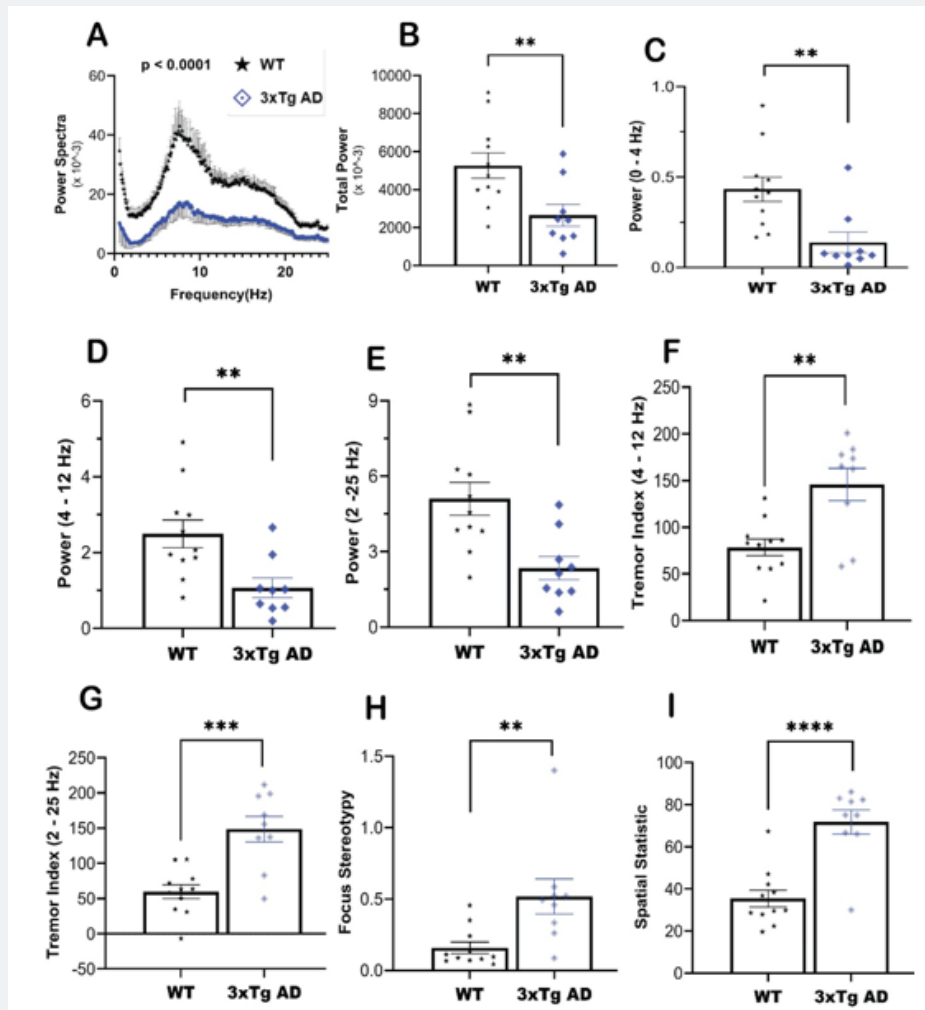 A
p < 0.0001
★ WT
3xTg AD
Power Spectra
(x 10^-3)
60
40
20
0
0
10
20
Frequency(Hz)
B
**
Total Power
(x 10^-3)
10000
8000
6000
4000
2000
0
WT
3xTg AD
C
**
Power (0 - 4 Hz)
1.0
0.5
0.0
WT
3xTg AD
D
**
Power (4 - 12 Hz)
6
4
2
0
WT
3xTg AD
E
**
Power (2 -25 Hz)
9
6
3
0
WT
3xTg AD
F
**
Tremor Index (4 - 12 Hz)
250
200
150
100
50
0
WT
3xTg AD
G
***
Tremor Index (2 - 25 Hz)
250
200
150
100
50
0
-50
WT
3xTg AD
H
**
Focus Stereotypy
1.5
1.0
0.5
0.0
WT
3xTg AD
I
****
Spatial Statistic
100
80
60
40
20
0
WT
3xTg AD